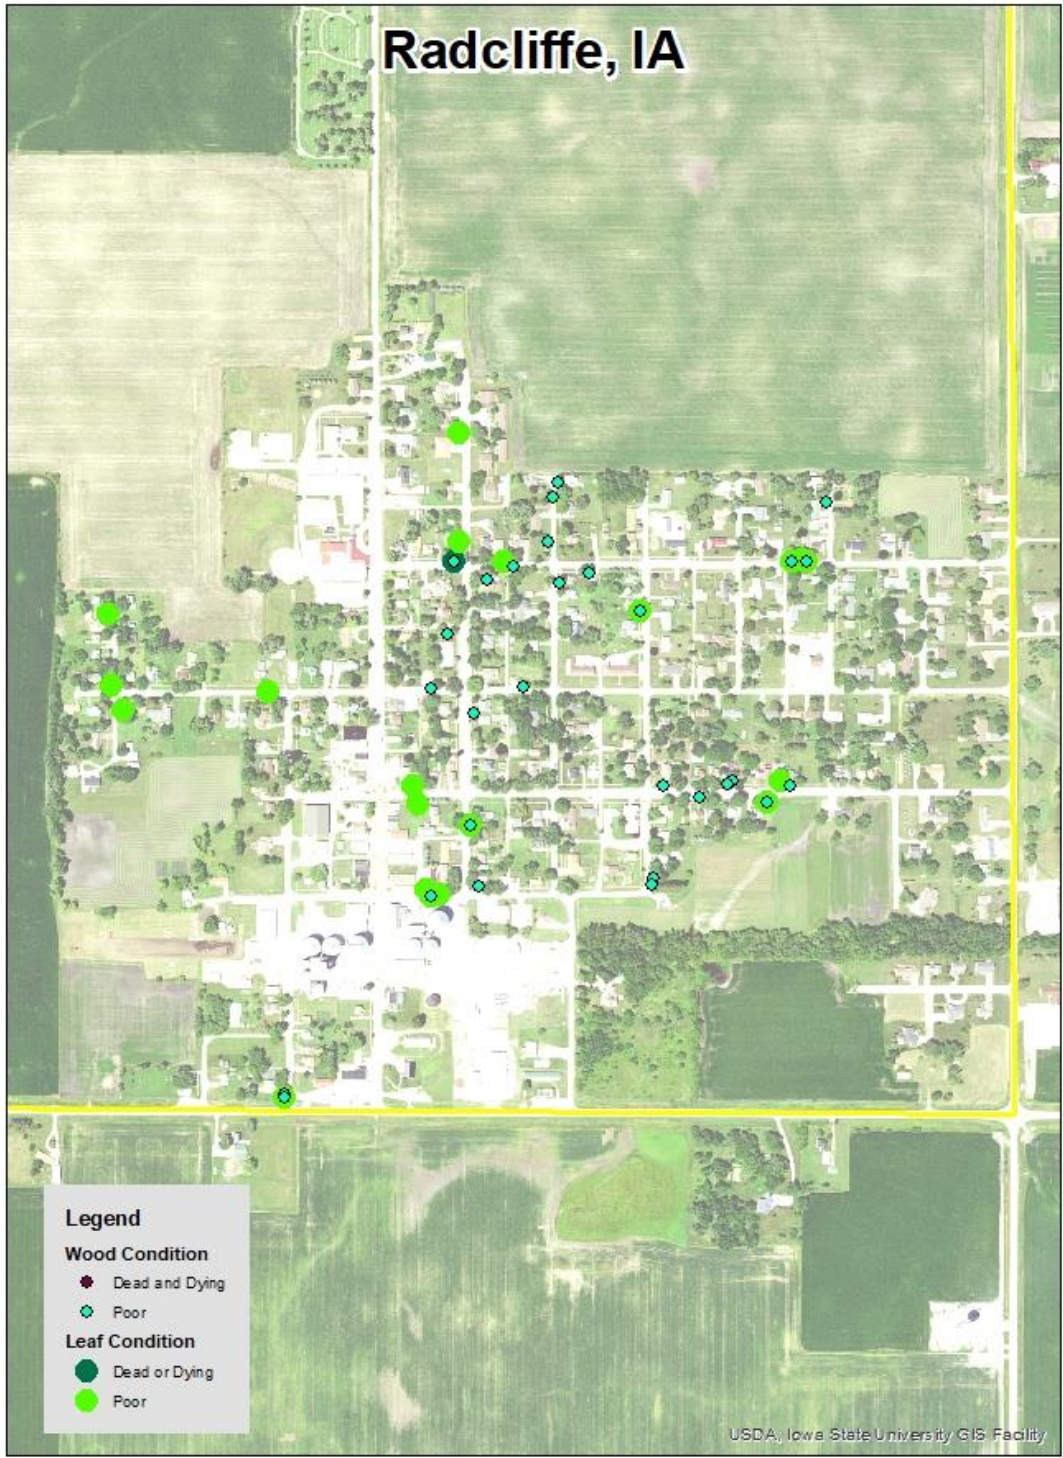 Radcliffe, IA
Legend
Wood Condition
Dead and Dying
Poor
Leaf Condition
Dead or Dying
Poor
USDA, Iowa State University GIS Facility